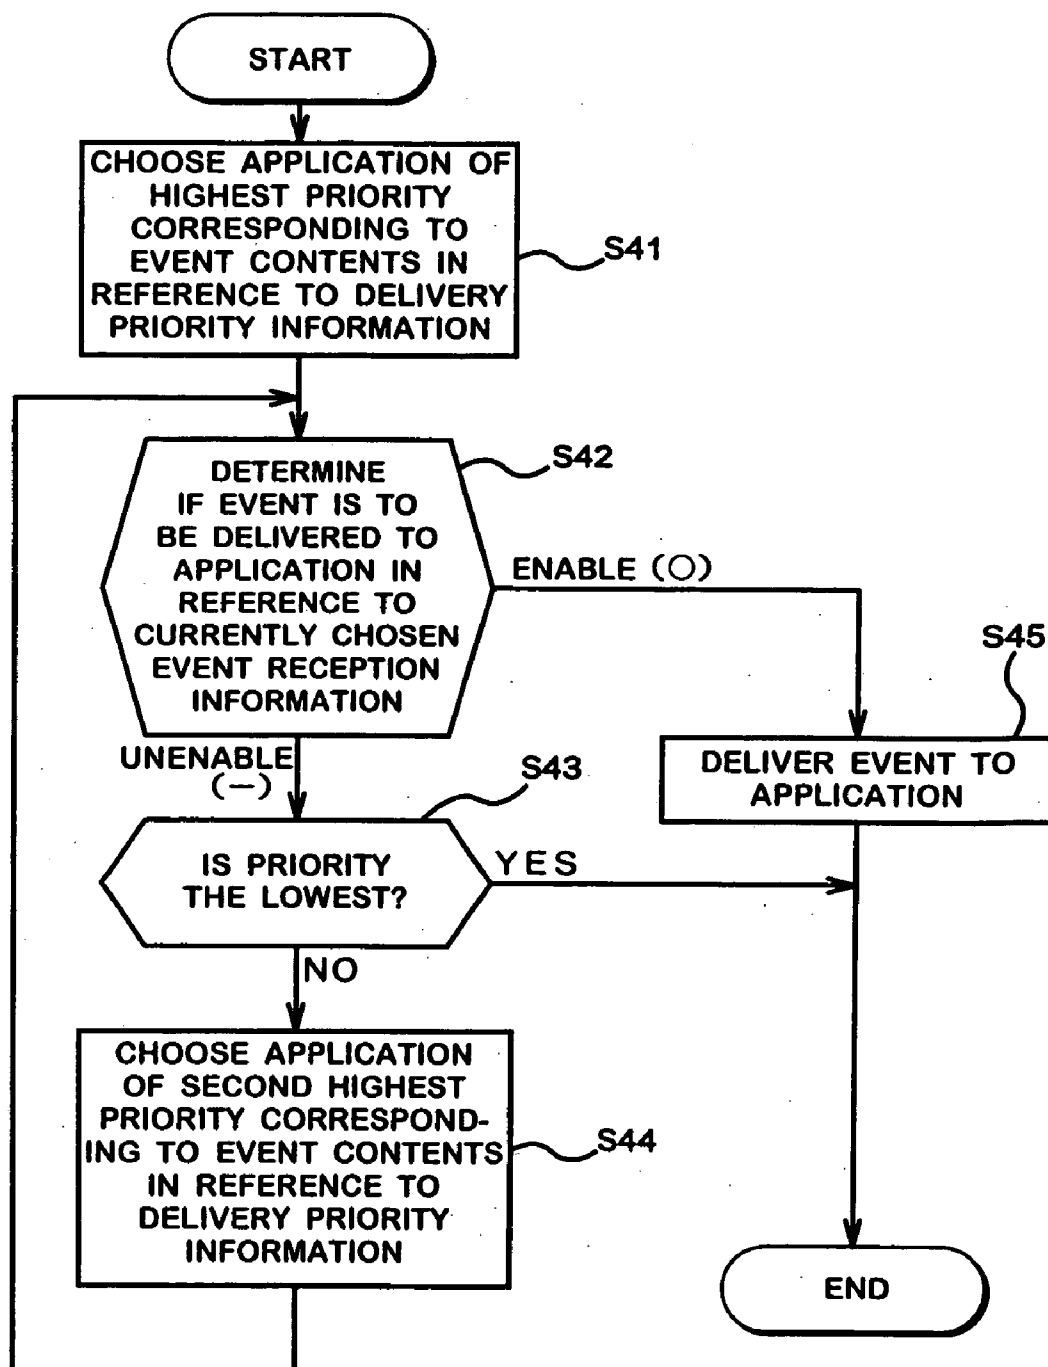 START
CHOOSE APPLICATION OF
HIGHEST PRIORITY
CORRESPONDING TO
EVENT CONTENTS IN
REFERENCE TO DELIVERY
PRIORITY INFORMATION
S41
DETERMINE
IF EVENT IS TO
BE DELIVERED TO
APPLICATION IN
REFERENCE TO
CURRENTLY CHOSEN
EVENT RECEPTION
INFORMATION
S42
ENABLE (○)
UNENABLE
(—)
S45
DELIVER EVENT TO
APPLICATION
S43
IS PRIORITY
THE LOWEST?
YES
NO
CHOOSE APPLICATION
OF SECOND HIGHEST
PRIORITY CORRESPOND-
ING TO EVENT CONTENTS
IN REFERENCE TO
DELIVERY PRIORITY
INFORMATION
S44
END